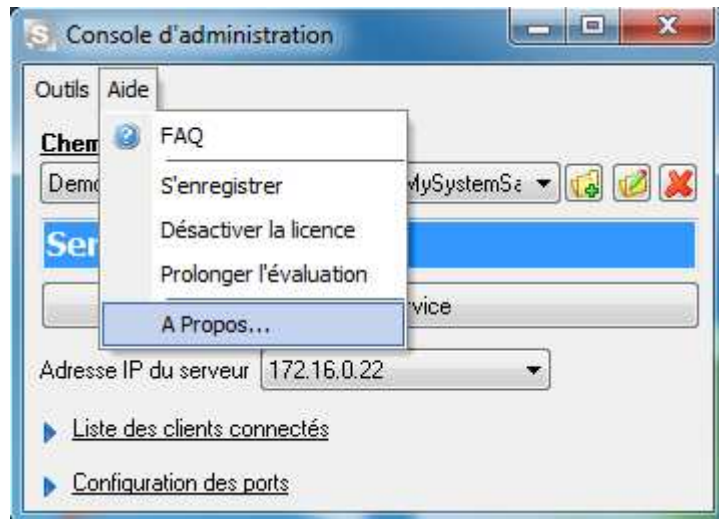 Console d'administration
Outils Aide
FAQ
S'enregistrer
Désactiver la licence
Prolonger l'évaluation
A Propos...
Adresse IP du serveur 172.16.0.22
Liste des clients connectés
Configuration des ports